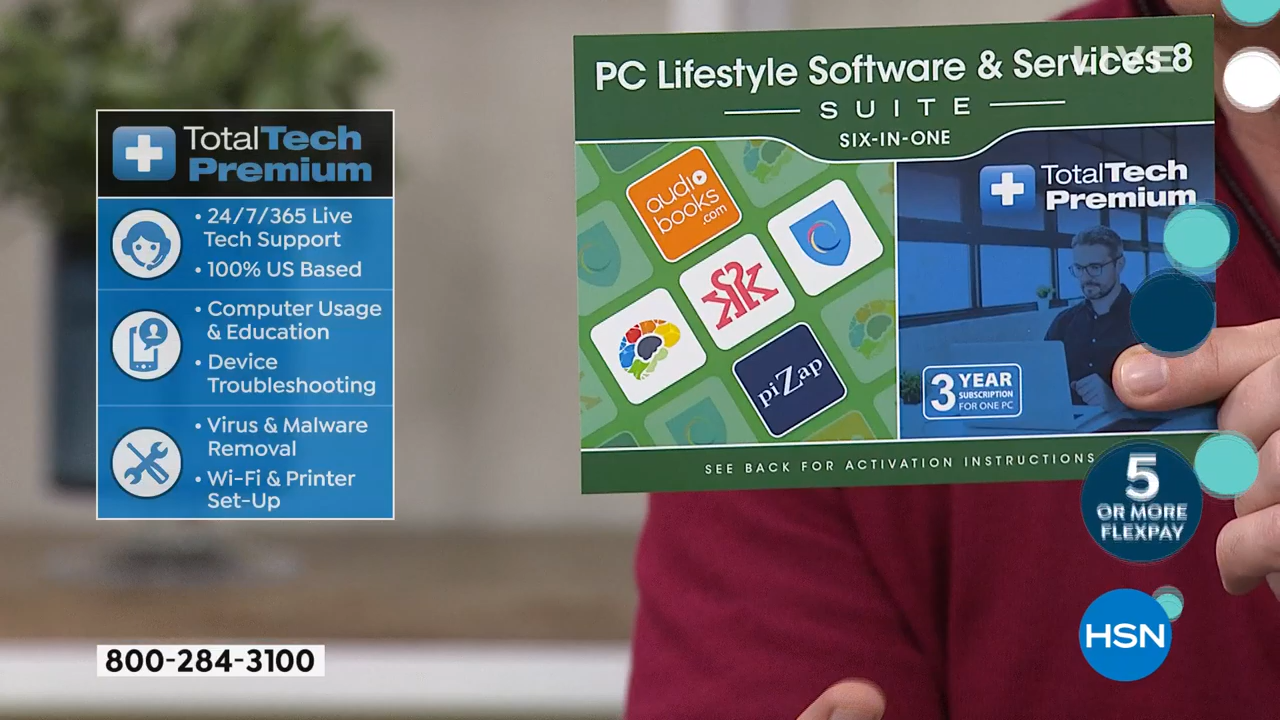 LIVE
PC Lifestyle Software & Services 8
SUITE
SIX-IN-ONE
audio
books
.com
piZap
TotalTech
Premium
3 YEAR
SUBSCRIPTION
FOR ONE PC
SEE BACK FOR ACTIVATION INSTRUCTIONS
TotalTech
Premium
• 24/7/365 Live
Tech Support
• 100% US Based
• Computer Usage
& Education
• Device
Troubleshooting
• Virus & Malware
Removal
• Wi-Fi & Printer
Set-Up
5
OR MORE
FLEXPAY
HSN
800-284-3100